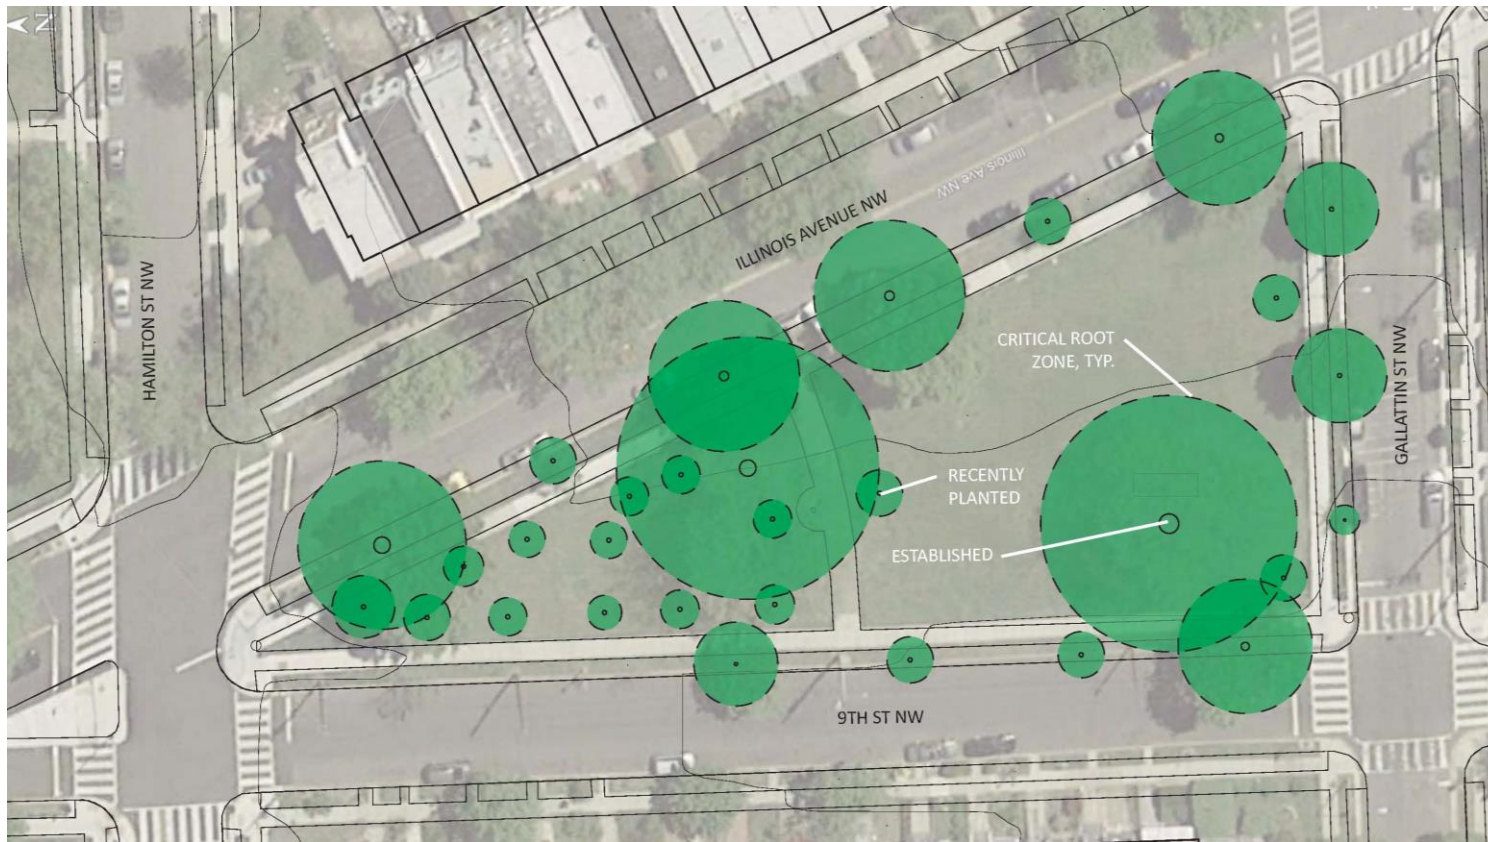 N
Illinois Ave NW
ILLINOIS AVENUE NW
HAMILTON ST NW
CRITICAL ROOT
ZONE, TYP.
GALLATTIN ST NW
RECENTLY
PLANTED
ESTABLISHED
9TH ST NW